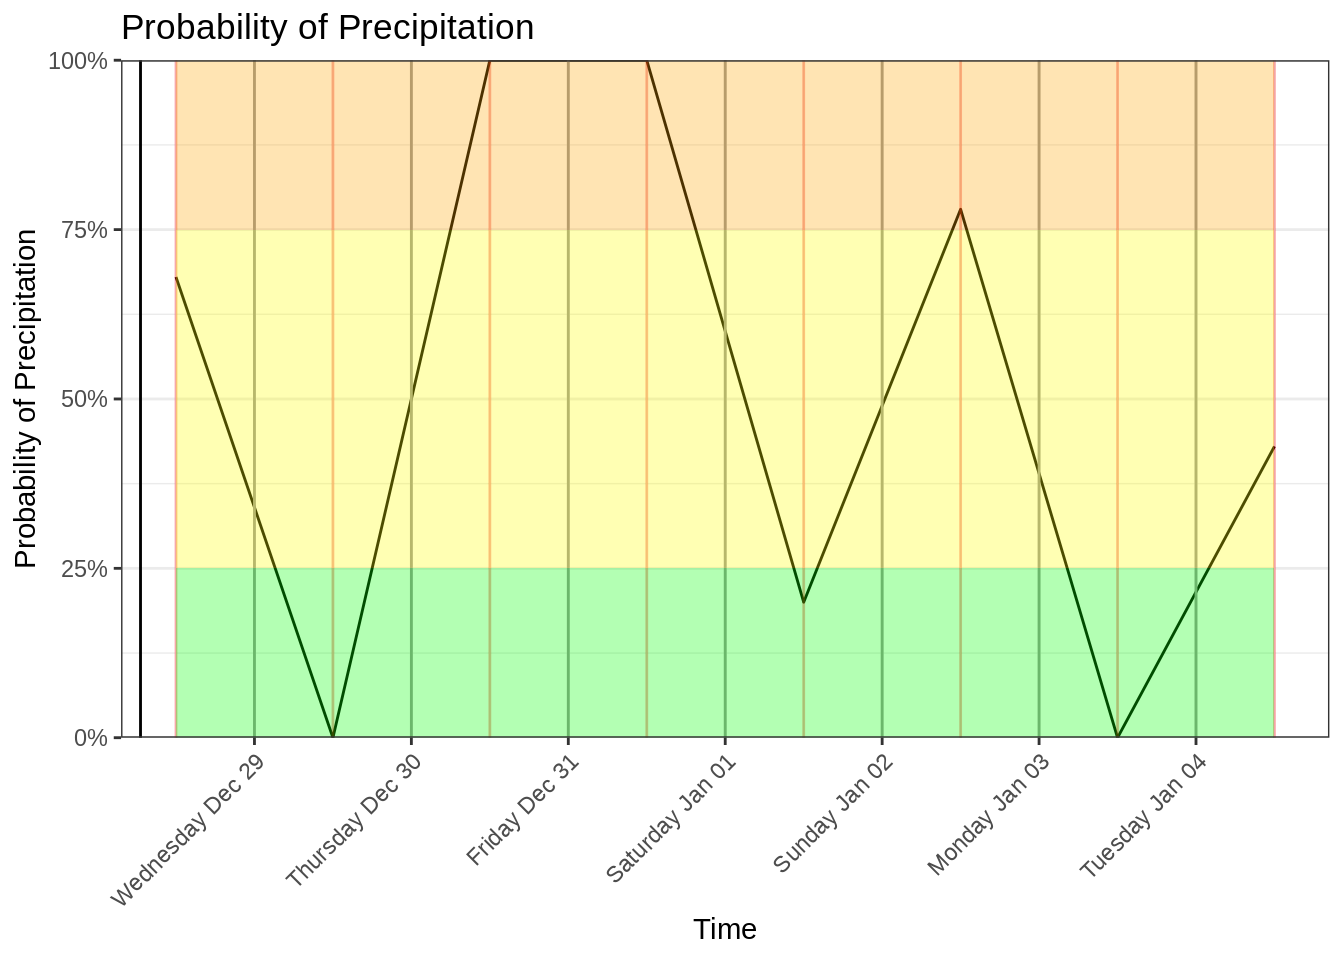 Probability of Precipitation
Probability of Precipitation
100%
75%
50%
25%
0%
Wednesday Dec 29
Thursday Dec 30
Friday Dec 31
Saturday Jan 01
Sunday Jan 02
Monday Jan 03
Tuesday Jan 04
Time